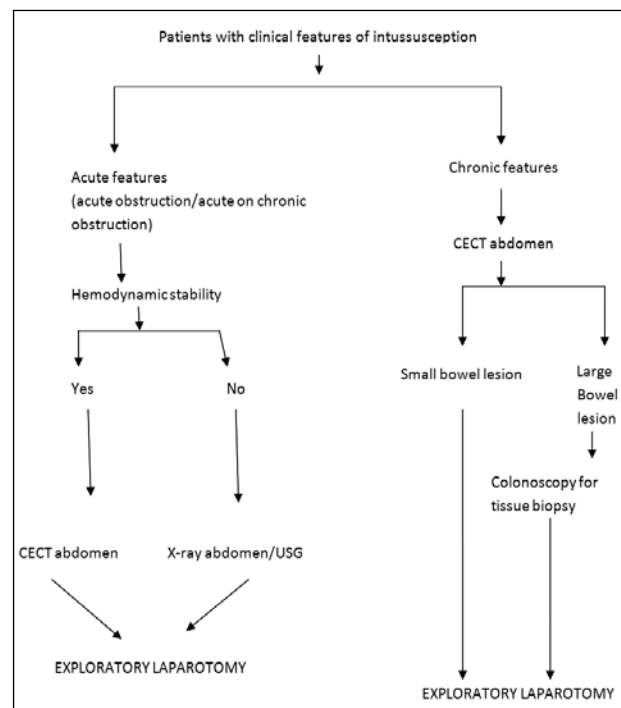 Patients with clinical features of intussusception
Acute features
(acute obstruction/acute on chronic
obstruction)
Hemodynamic stability
Yes
No
CECT abdomen
X-ray abdomen/USG
EXPLORATORY LAPAROTOMY
Chronic features
CECT abdomen
Small bowel lesion
Large
Bowel
lesion
Colonoscopy for
tissue biopsy
EXPLORATORY LAPAROTOMY